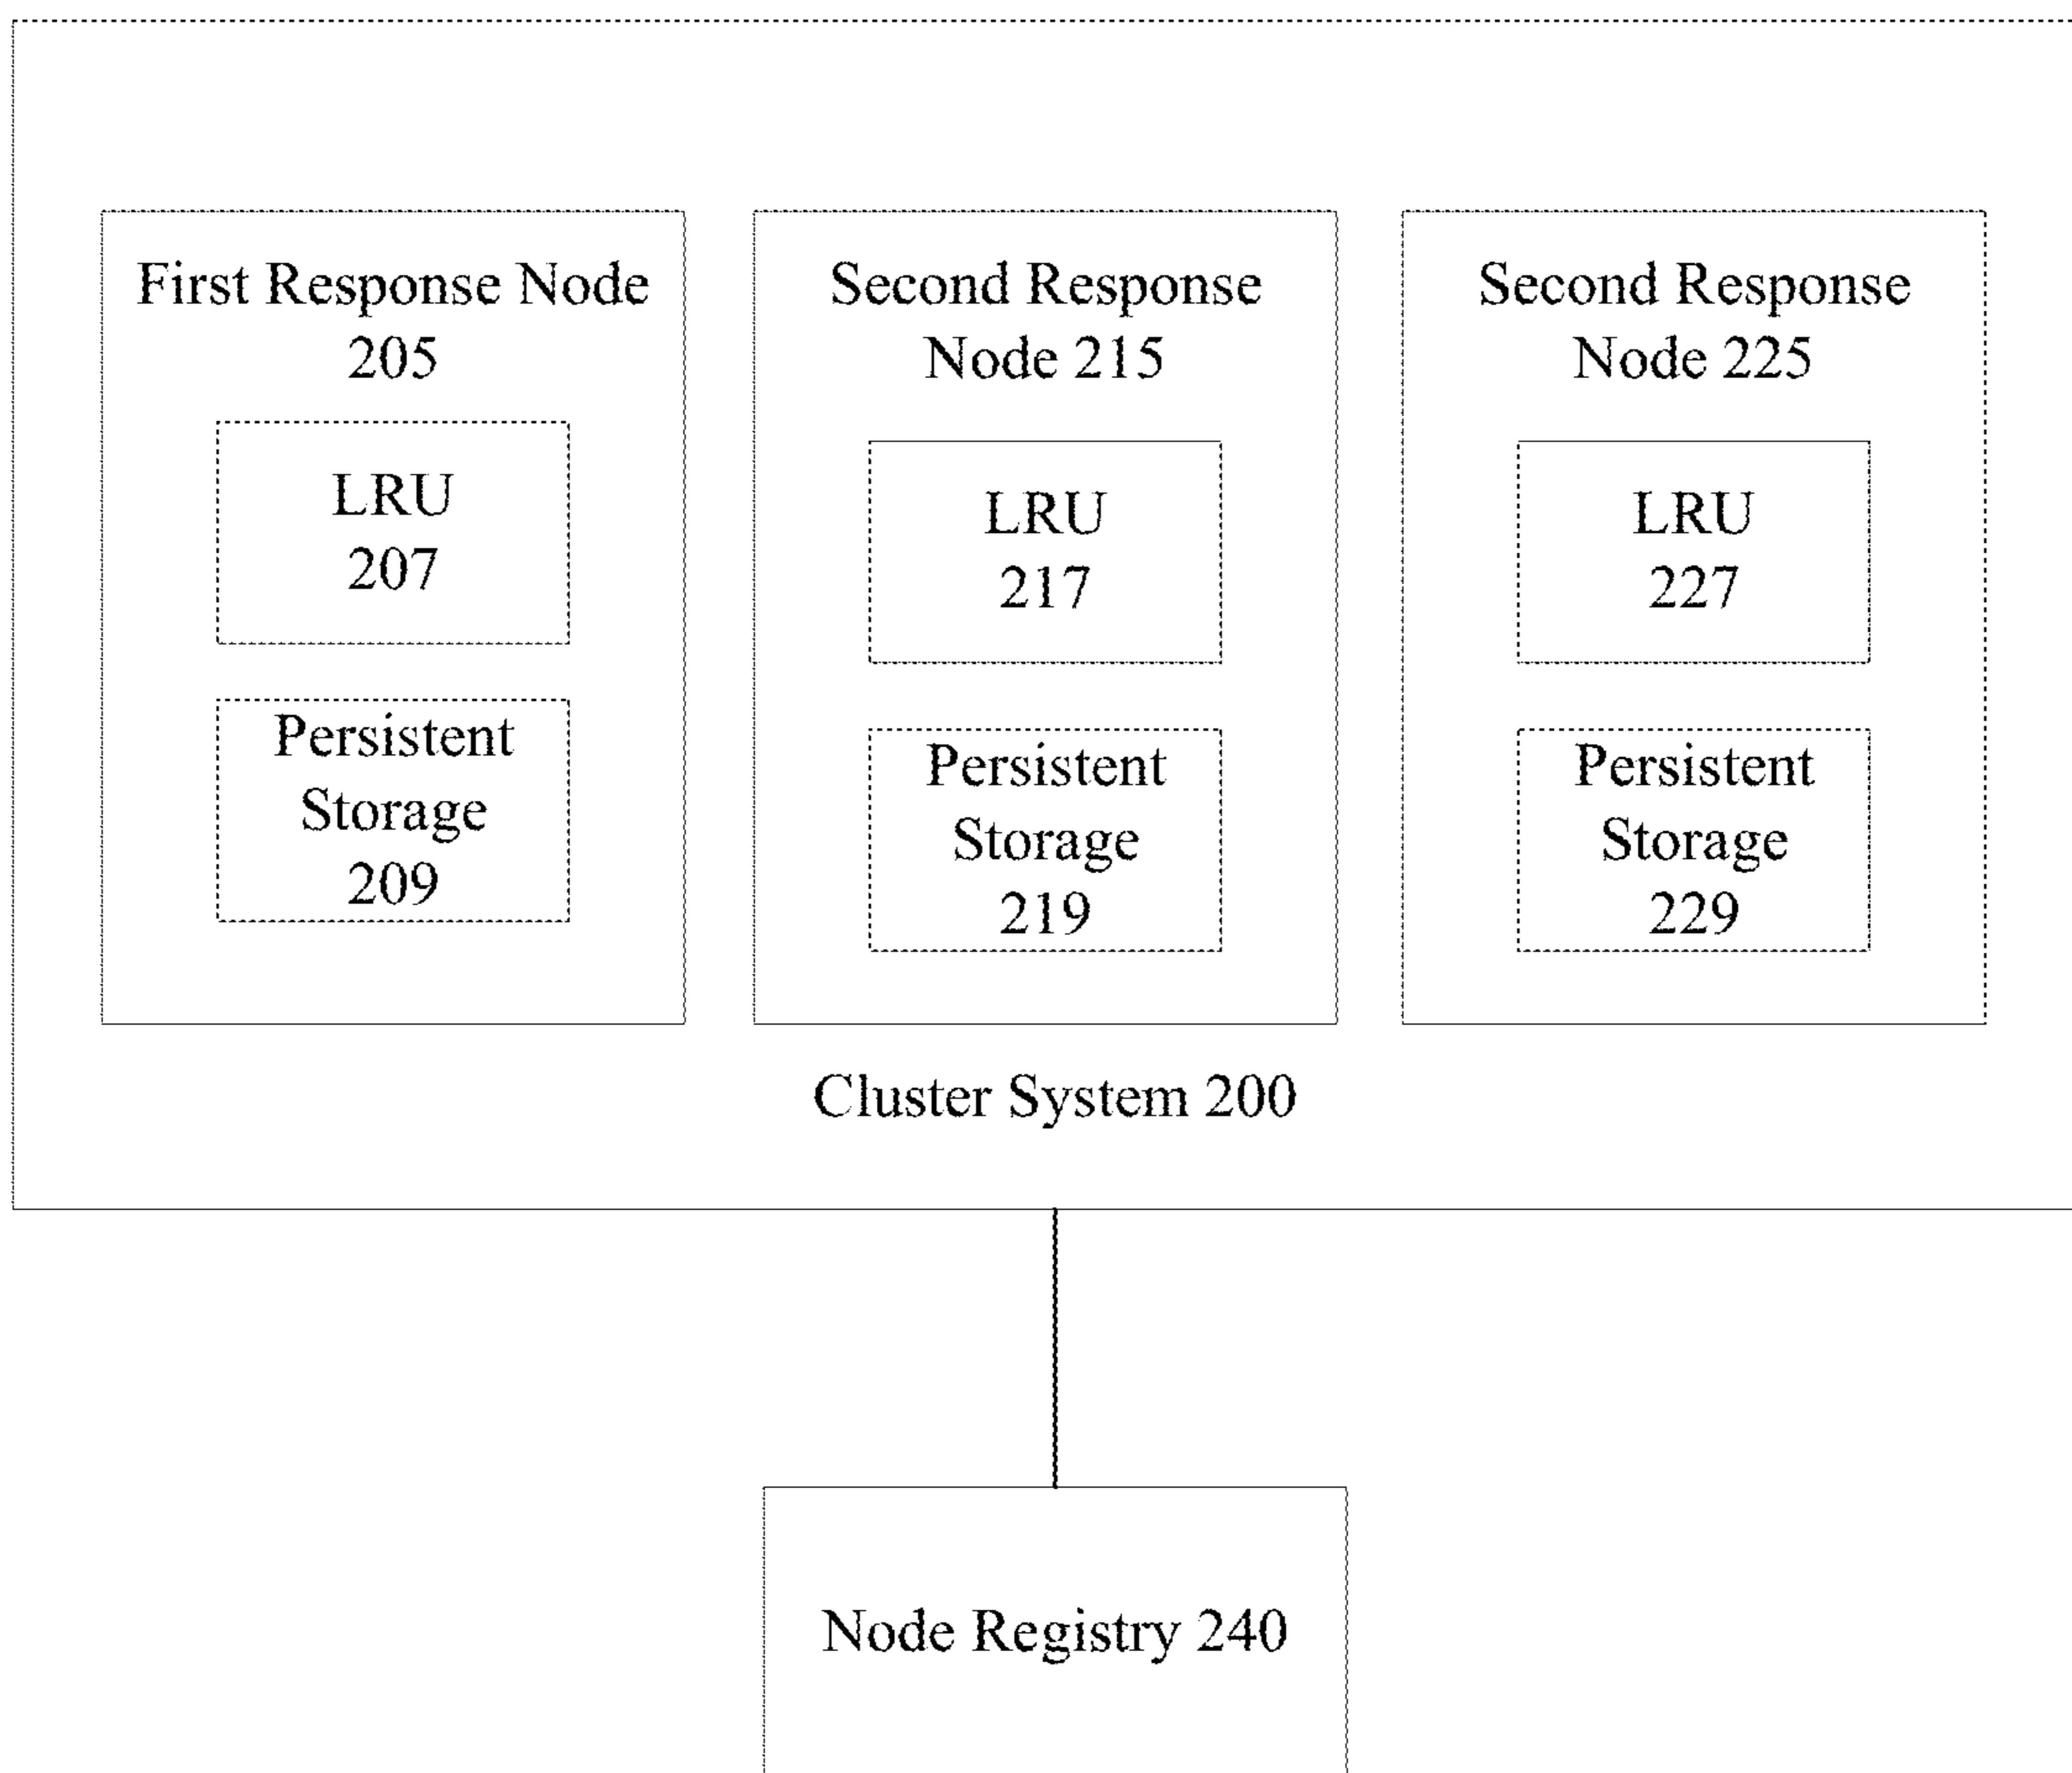 First Response Node
205
LRU
207
Persistent
Storage
209
Second Response
Node 215
LRU
217
Persistent
Storage
219
Second Response
Node 225
LRU
227
Persistent
Storage
229
Cluster System 200
Node Registry 240